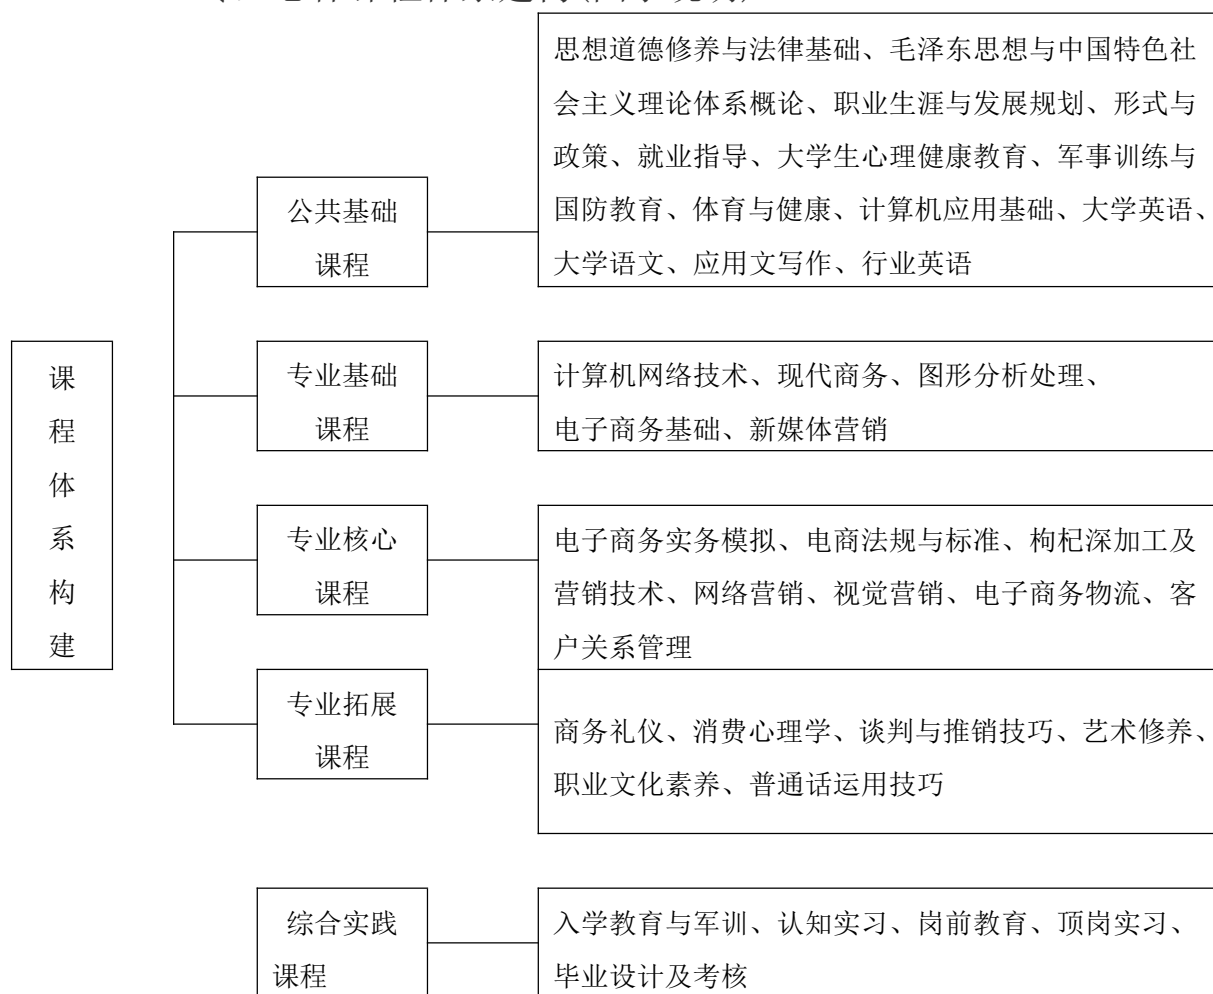 课
程
体
系
构
建
公共基础
课程
思想道德修养与法律基础、毛泽东思想与中国特色社
会主义理论体系概论、职业生涯与发展规划、形式与
政策、就业指导、大学生心理健康教育、军事训练与
国防教育、体育与健康、计算机应用基础、大学英语、
大学语文、应用文写作、行业英语
专业基础
课程
计算机网络技术、现代商务、图形分析处理、
电子商务基础、新媒体营销
专业核心
课程
电子商务实务模拟、电商法规与标准、枸杞深加工及
营销技术、网络营销、视觉营销、电子商务物流、客
户关系管理
专业拓展
课程
商务礼仪、消费心理学、谈判与推销技巧、艺术修养、
职业文化素养、普通话运用技巧
综合实践
课程
入学教育与军训、认知实习、岗前教育、顶岗实习、
毕业设计及考核